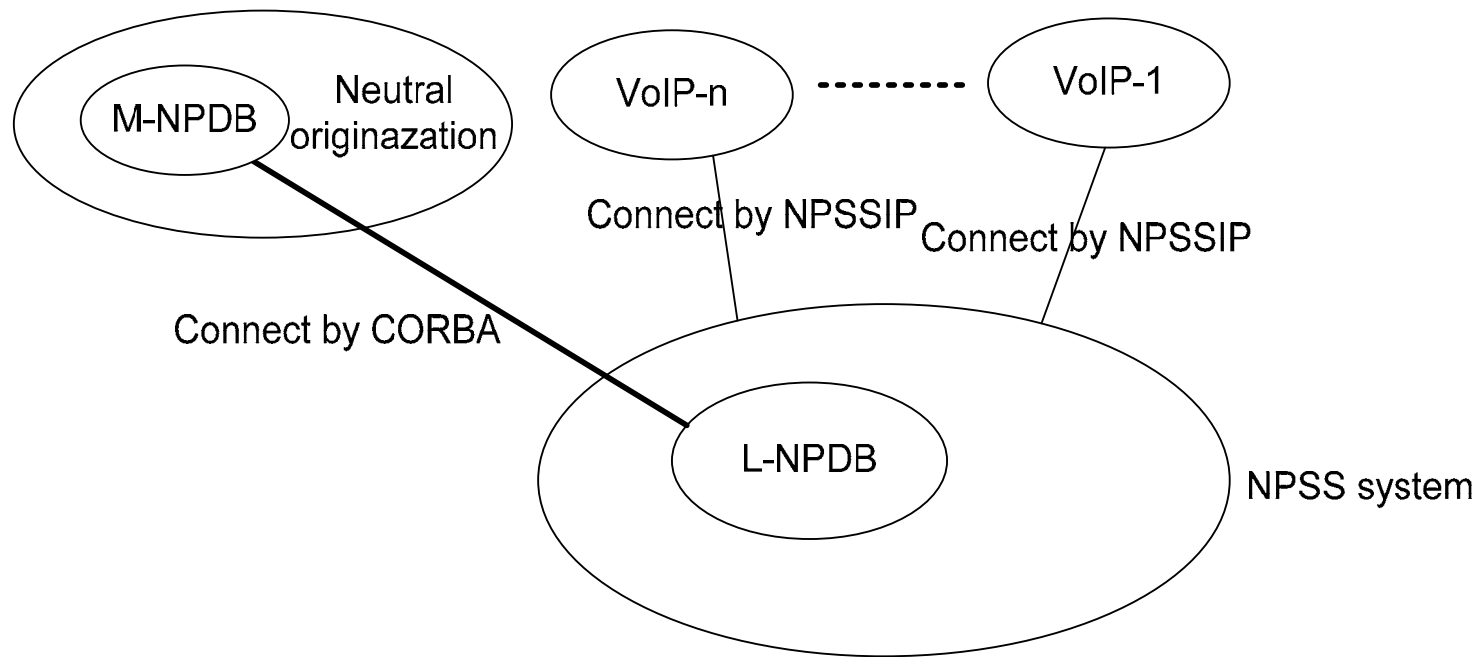 M-NPDB
Neutral
originazation
VoIP-n
VoIP-1
Connect by NPSSIP
Connect by NPSSIP
Connect by CORBA
L-NPDB
NPSS system